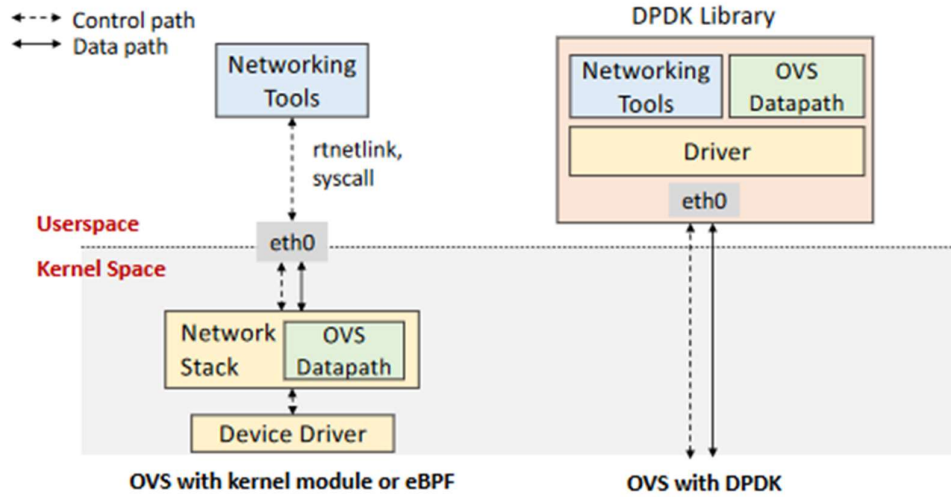 Control path
Data path
Networking
Tools
rtnetlink,
syscall
Userspace
eth0
Kernel Space
Network
Stack
OVS
Datapath
Device Driver
OVS with kernel module or eBPF
DPDK Library
Networking
Tools
OVS
Datapath
Driver
eth0
OVS with DPDK